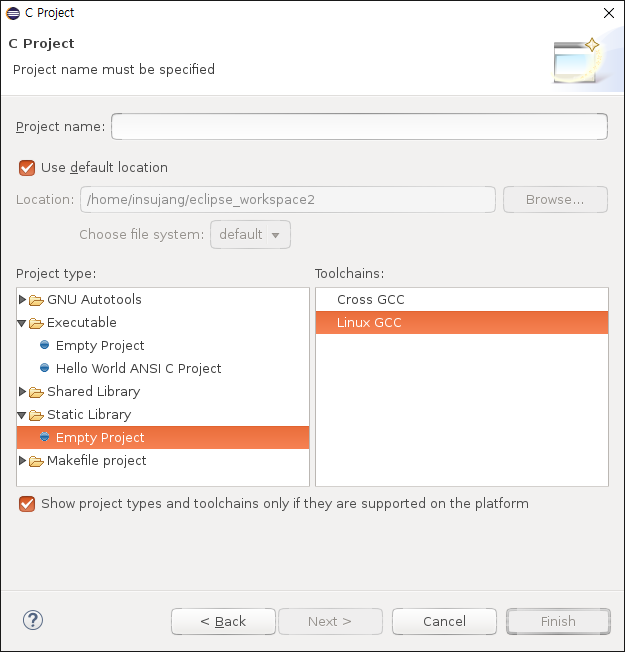 C Project
C Project
Project name must be specified
Project name:
Use default location
Location: /home/insujang/eclipse_workspace2 Browse...
Choose file system: default
Project type: Toolchains:
GNU Autotools
Executable
Empty Project
Hello World ANSI C Project
Shared Library
Static Library
Empty Project
Makefile project
Cross GCC
Linux GCC
Show project types and toolchains only if they are supported on the platform
? < Back Next > Cancel Finish